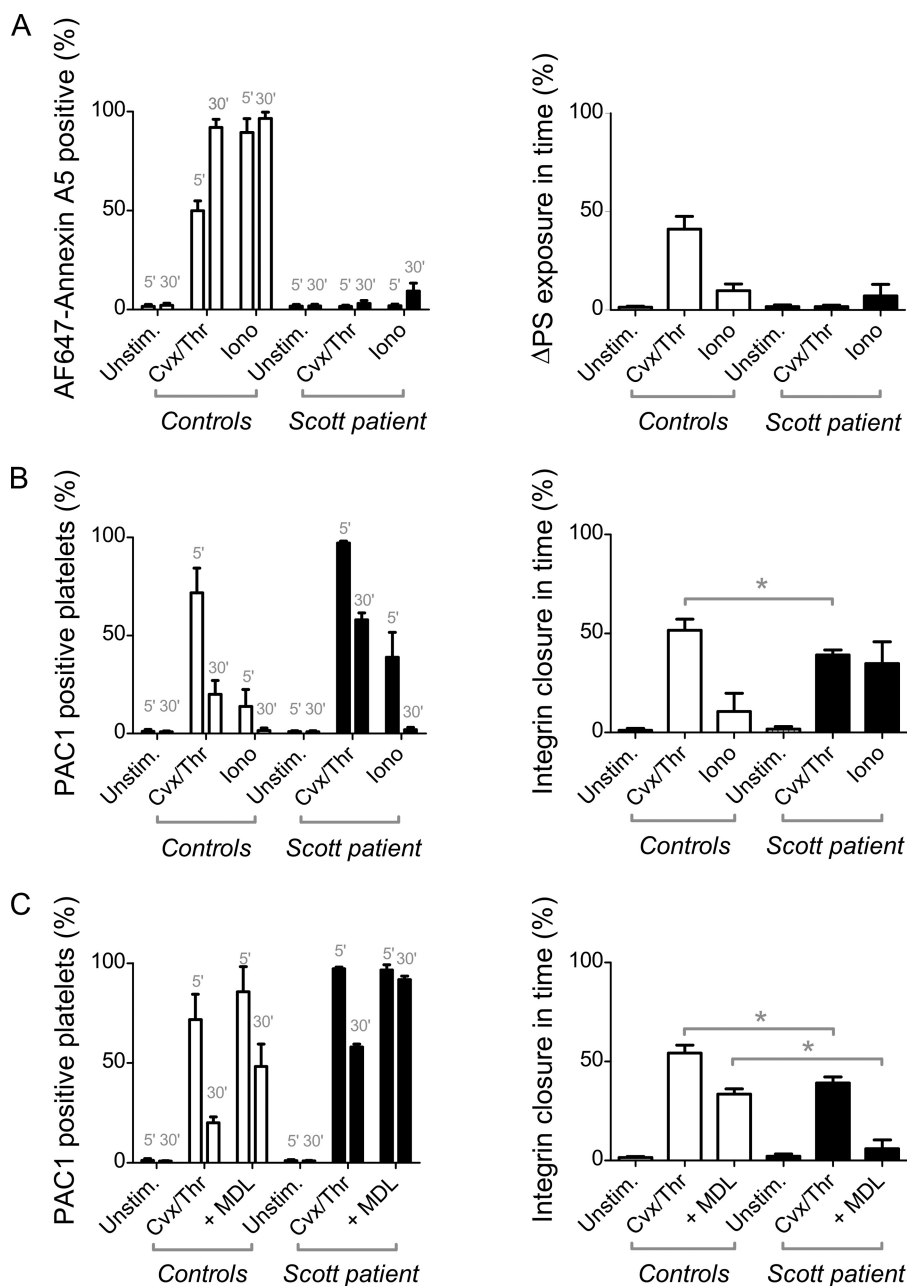 A
AF647-Annexin A5 positive (%)
100
50
0
5' 30'
5'
30'
5' 30'
5' 30'
5' 30'
5'
30'
Unstim.
Cvx/Thr
Iono
Unstim.
Cvx/Thr
Iono
Controls
Scott patient
ΔPS exposure in time (%)
100
50
0
Unstim.
Cvx/Thr
Iono
Unstim.
Cvx/Thr
Iono
Controls
Scott patient
B
PAC1 positive platelets (%)
100
50
0
5' 30'
5'
30'
5'
30'
5' 30'
5'
30'
5'
30'
Unstim.
Cvx/Thr
Iono
Unstim.
Cvx/Thr
Iono
Controls
Scott patient
Integrin closure in time (%)
100
50
0
*
Unstim.
Cvx/Thr
Iono
Unstim.
Cvx/Thr
Iono
Controls
Scott patient
C
PAC1 positive platelets (%)
100
50
0
5' 30'
5'
30'
5'
30'
5' 30'
5'
30'
5' 30'
Unstim.
Cvx/Thr
+ MDL
Unstim.
Cvx/Thr
+ MDL
Controls
Scott patient
Integrin closure in time (%)
100
50
0
*
*
Unstim.
Cvx/Thr
+ MDL
Unstim.
Cvx/Thr
+ MDL
Controls
Scott patient